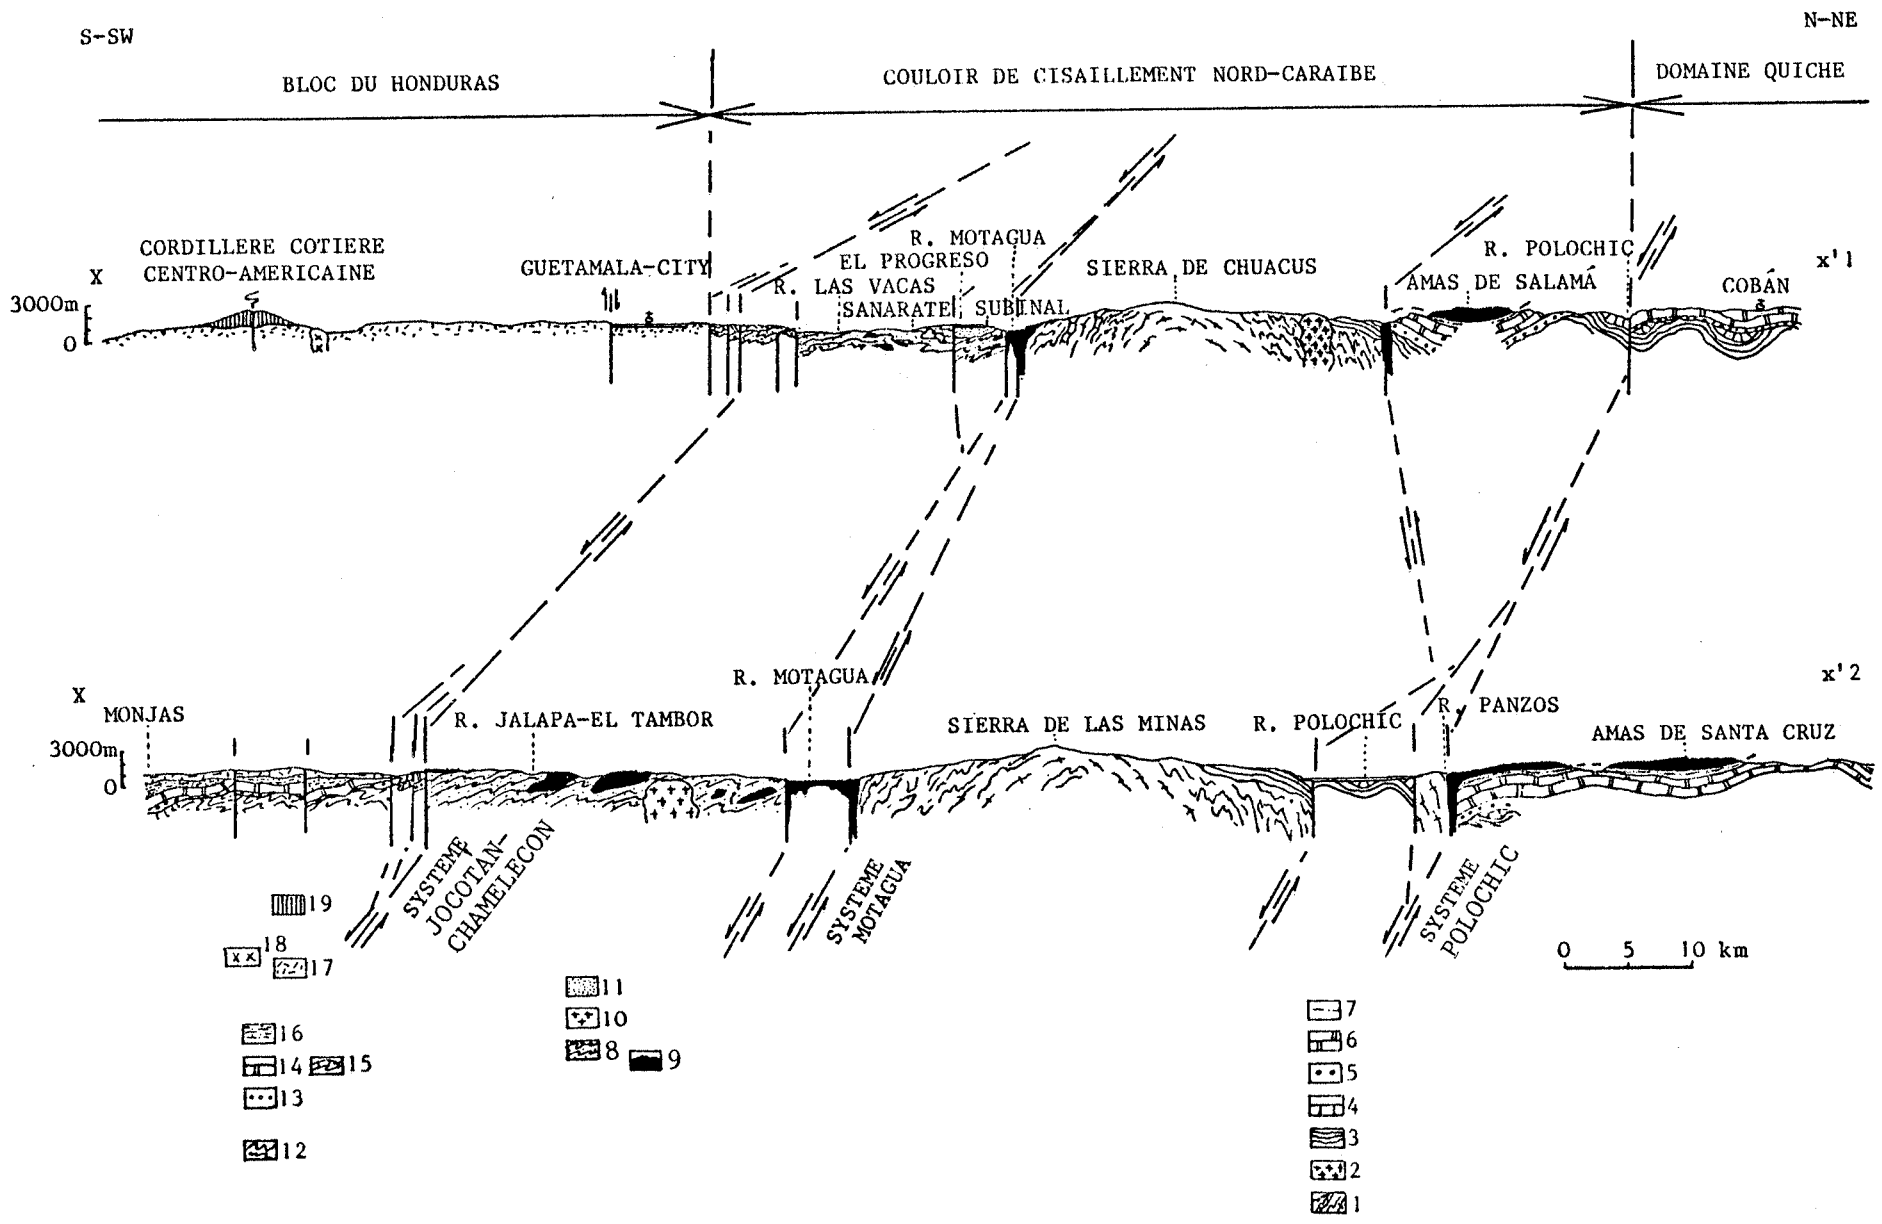 S-SW
N-NE
BLOC DU HONDURAS
COULOIR DE CISAILLEMENT NORD-CARAIBE
DOMAINE QUICHE
X
CORDILLERE COTIERE
CENTRO-AMERICAINE
GUETAMALA-CITY
R. MOTAGUA
EL PROGRESO
R. LAS VACAS
SANARATE
SUBINAL
SIERRA DE CHUACUS
R. POLOCHIC
AMAS DE SALAMÁ
COBÁN
x'1
3000m
0
X
x'2
MONJAS
R. JALAPA-EL TAMBOR
R. MOTAGUA
SIERRA DE LAS MINAS
R. POLOCHIC
R. PANZOS
AMAS DE SANTA CRUZ
3000m
0
SYSTEME
JOCOTAN-
CHAMELECON
SYSTEME
MOTAGUA
SYSTEME
POLOCHIC
0 5 10 km
19
18
17
16
14
15
13
12
11
10
8
9
7
6
5
4
3
2
1